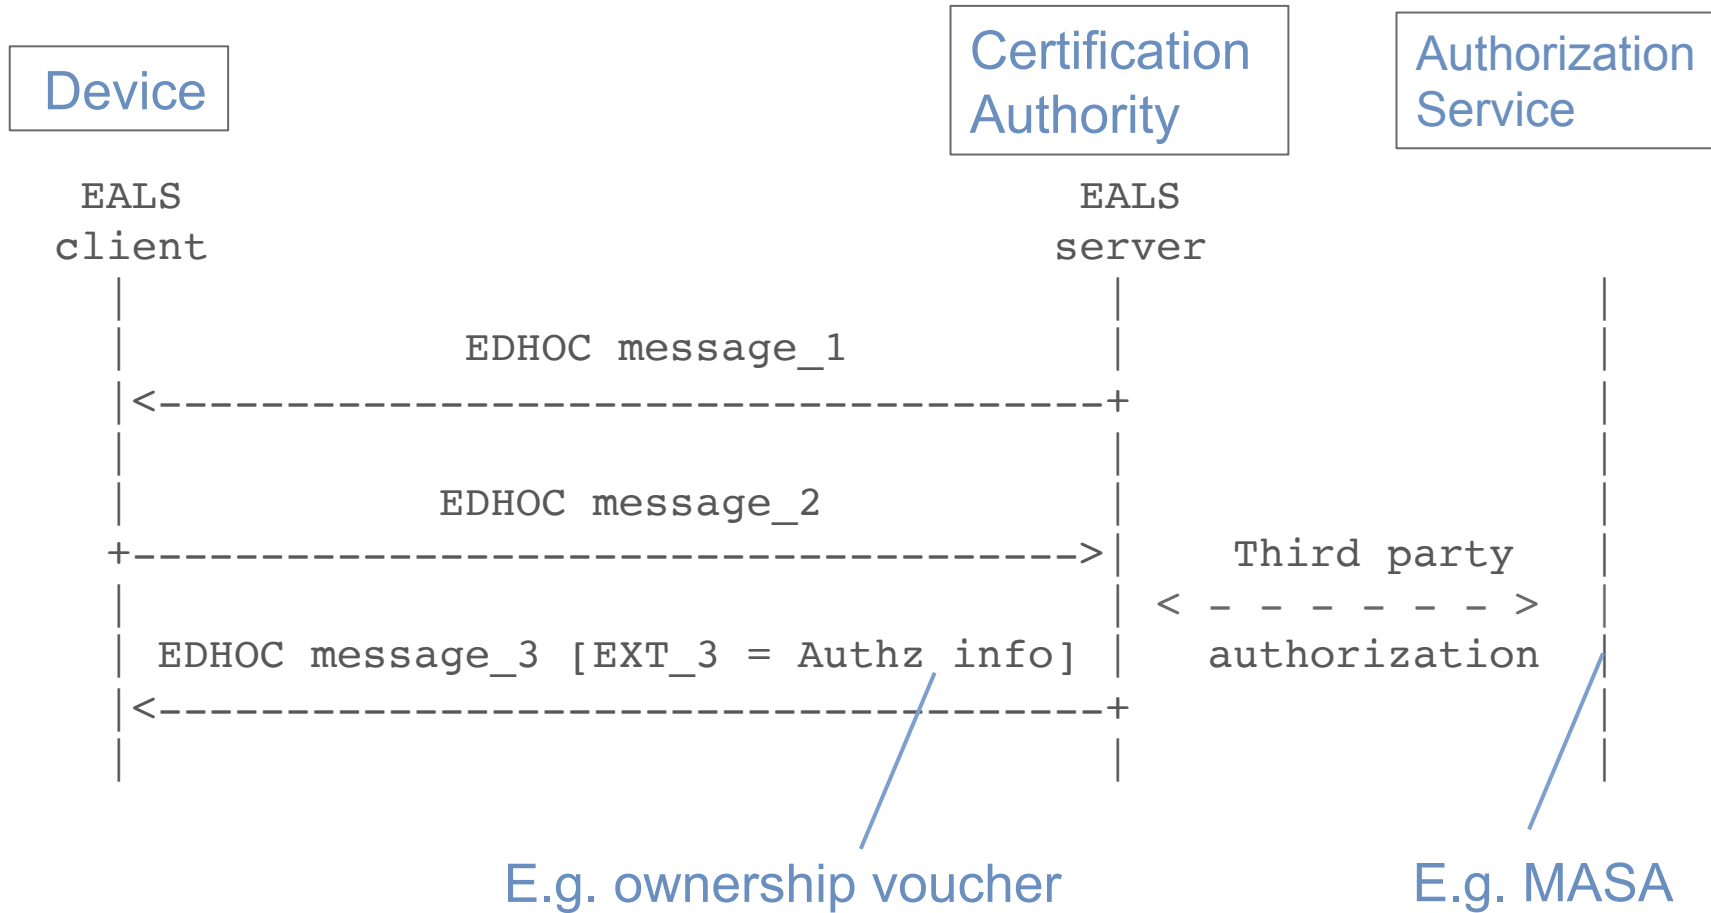 Device
Certification
Authority
Authorization
Service
EALS
client
EALS
server
EDHOC message_1
EDHOC message_2
Third party
authorization
EDHOC message_3 [EXT_3 = Authz info]
E.g. ownership voucher
E.g. MASA